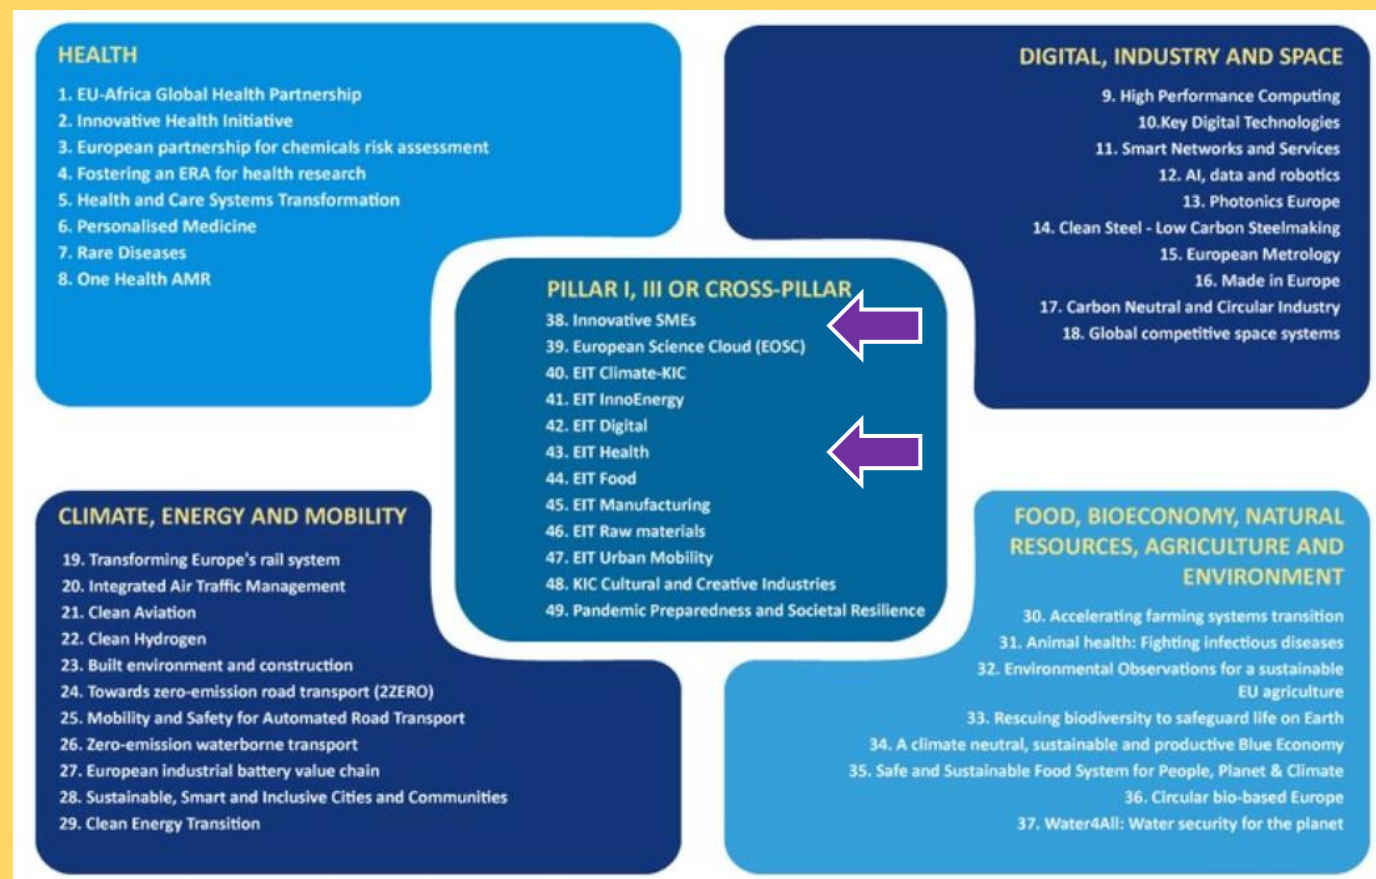 HEALTH
1. EU-Africa Global Health Partnership
2. Innovative Health Initiative
3. European partnership for chemicals risk assessment
4. Fostering an ERA for health research
5. Health and Care Systems Transformation
6. Personalised Medicine
7. Rare Diseases
8. One Health AMR
DIGITAL, INDUSTRY AND SPACE
9. High Performance Computing
10.Key Digital Technologies
11. Smart Networks and Services
12. AI, data and robotics
13. Photonics Europe
14. Clean Steel - Low Carbon Steelmaking
15. European Metrology
16. Made in Europe
17. Carbon Neutral and Circular Industry
18. Global competitive space systems
PILLAR I, III OR CROSS-PILLAR
38. Innovative SMEs
39. European Science Cloud (EOSC)
40. EIT Climate-KIC
41. EIT InnoEnergy
42. EIT Digital
43. EIT Health
44. EIT Food
45. EIT Manufacturing
46. EIT Raw materials
47. EIT Urban Mobility
48. KIC Cultural and Creative Industries
49. Pandemic Preparedness and Societal Resilience
CLIMATE, ENERGY AND MOBILITY
19. Transforming Europe's rail system
20. Integrated Air Traffic Management
21. Clean Aviation
22. Clean Hydrogen
23. Built environment and construction
24. Towards zero-emission road transport (2ZERO)
25. Mobility and Safety for Automated Road Transport
26. Zero-emission waterborne transport
27. European industrial battery value chain
28. Sustainable, Smart and Inclusive Cities and Communities
29. Clean Energy Transition
FOOD, BIOECONOMY, NATURAL
RESOURCES, AGRICULTURE AND
ENVIRONMENT
30. Accelerating farming systems transition
31. Animal health: Fighting infectious diseases
32. Environmental Observations for a sustainable
EU agriculture
33. Rescuing biodiversity to safeguard life on Earth
34. A climate neutral, sustainable and productive Blue Economy
35. Safe and Sustainable Food System for People, Planet & Climate
36. Circular bio-based Europe
37. Water4All: Water security for the planet